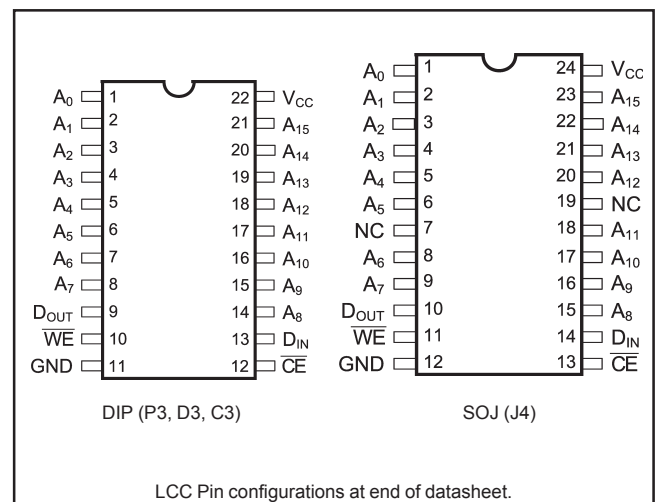 A0 1 22 VCC
A1 2 21 A15
A2 3 20 A14
A3 4 19 A13
A4 5 18 A12
A5 6 17 A11
A6 7 16 A10
A7 8 15 A9
DOUT 9 14 A8
WE 10 13 DIN
GND 11 12 CE
DIP (P3, D3, C3)
A0 1 24 VCC
A1 2 23 A15
A2 3 22 A14
A3 4 21 A13
A4 5 20 A12
A5 6 19 NC
NC 7 18 A11
A6 8 17 A10
A7 9 16 A9
DOUT 10 15 A8
WE 11 14 DIN
GND 12 13 CE
SOJ (J4)
LCC Pin configurations at end of datasheet.